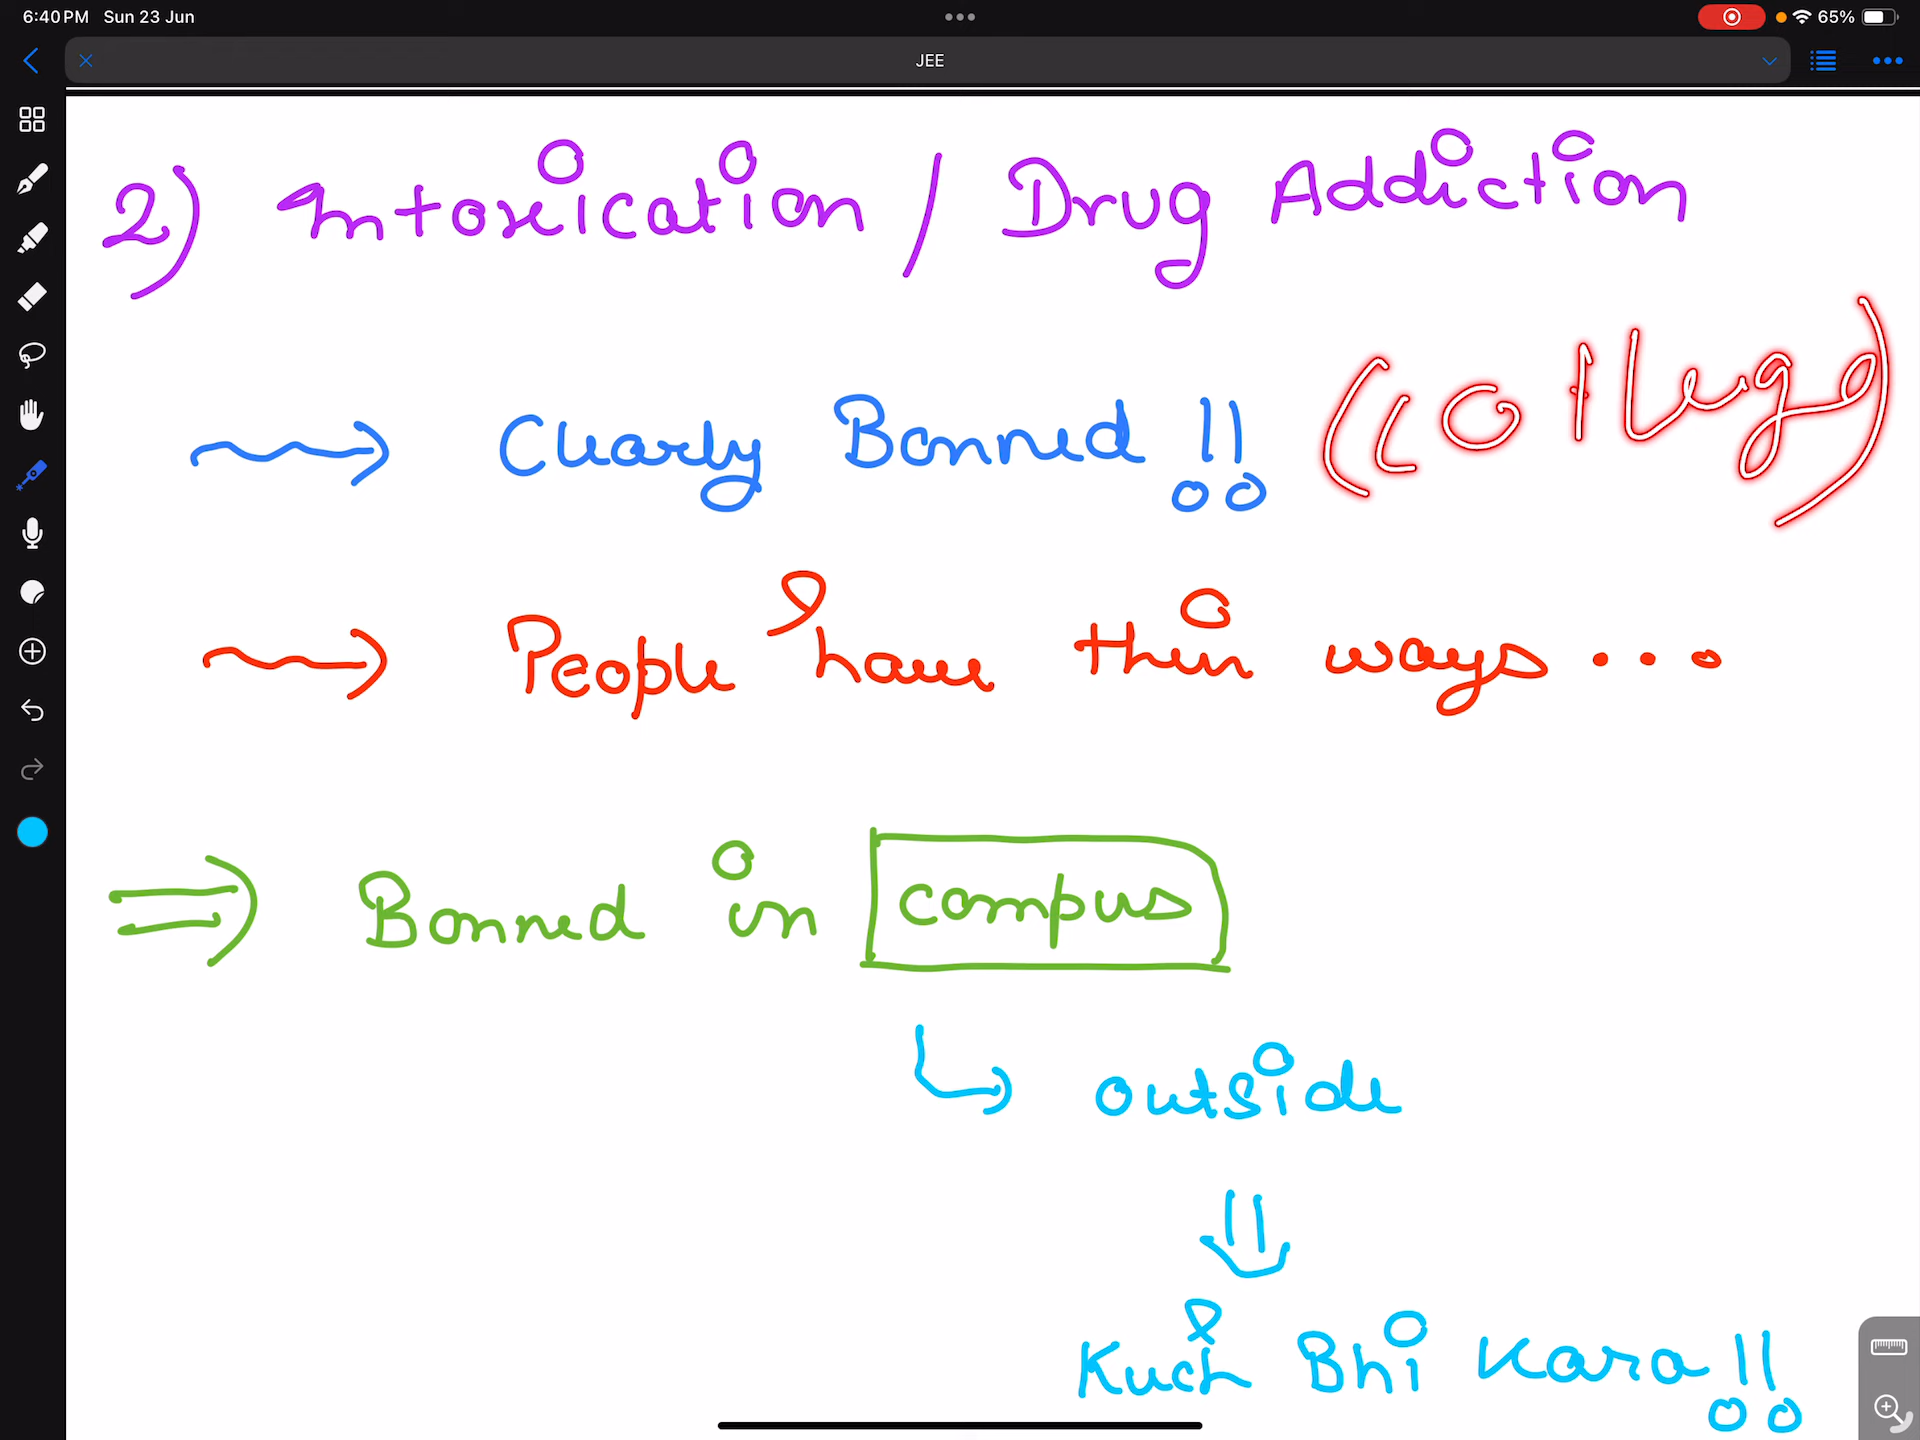 6:40 PM Sun 23 Jun
65%
JEE
2) Intoxication / Drug Addiction
Clearly Banned !! (college)
People have their ways ...
Banned in campus
outside
Kuch Bhi Karo !!